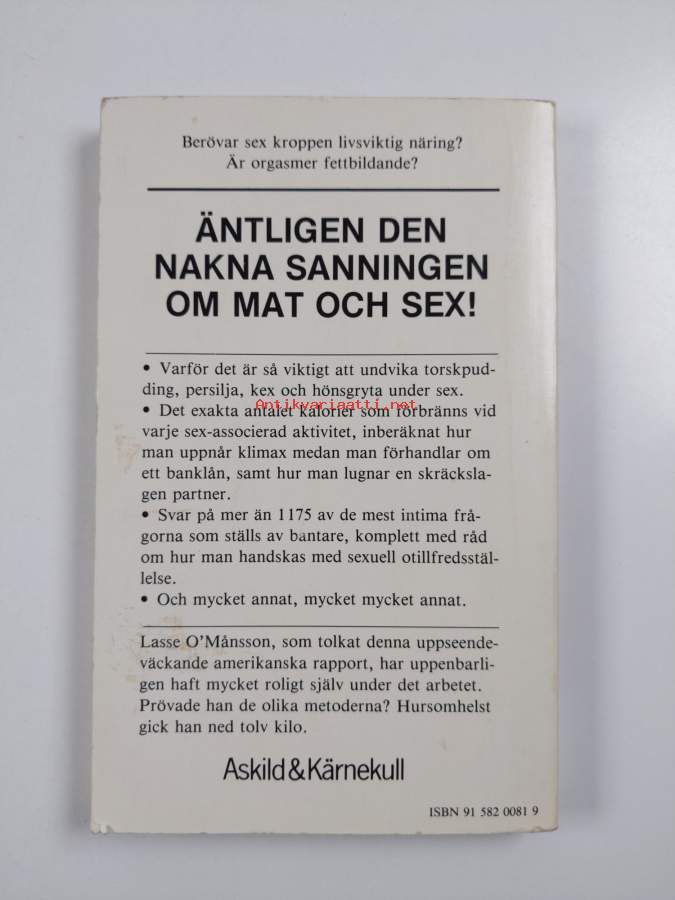 Berövar sex kroppen livsviktig näring?
Är orgasmer fettbildande?
ÄNTLIGEN DEN
NAKNA SANNINGEN
OM MAT OCH SEX!
• Varför det är så viktigt att undvika torskpud-
ding, persilja, kex och hönsgryta under sex.
Antikvariaatti.net
• Det exakta antalet kalorier som förbränns vid
varje sex-associerad aktivitet, inberäknat hur
man uppnår klimax medan man förhandlar om
ett banklån, samt hur man lugnar en skräcksla-
gen partner.
• Svar på mer än 1175 av de mest intima frå-
gorna som ställs av bantare, komplett med råd
om hur man handskas med sexuell otillfredsstäl-
lelse.
• Och mycket annat, mycket mycket annat.
Lasse O'Månsson, som tolkat denna uppseende-
väckande amerikanska rapport, har uppenbarli-
gen haft mycket roligt själv under det arbetet.
Prövade han de olika metoderna? Hursomhelst
gick han ned tolv kilo.
Askild&Kärnekull
ISBN 91 582 0081 9